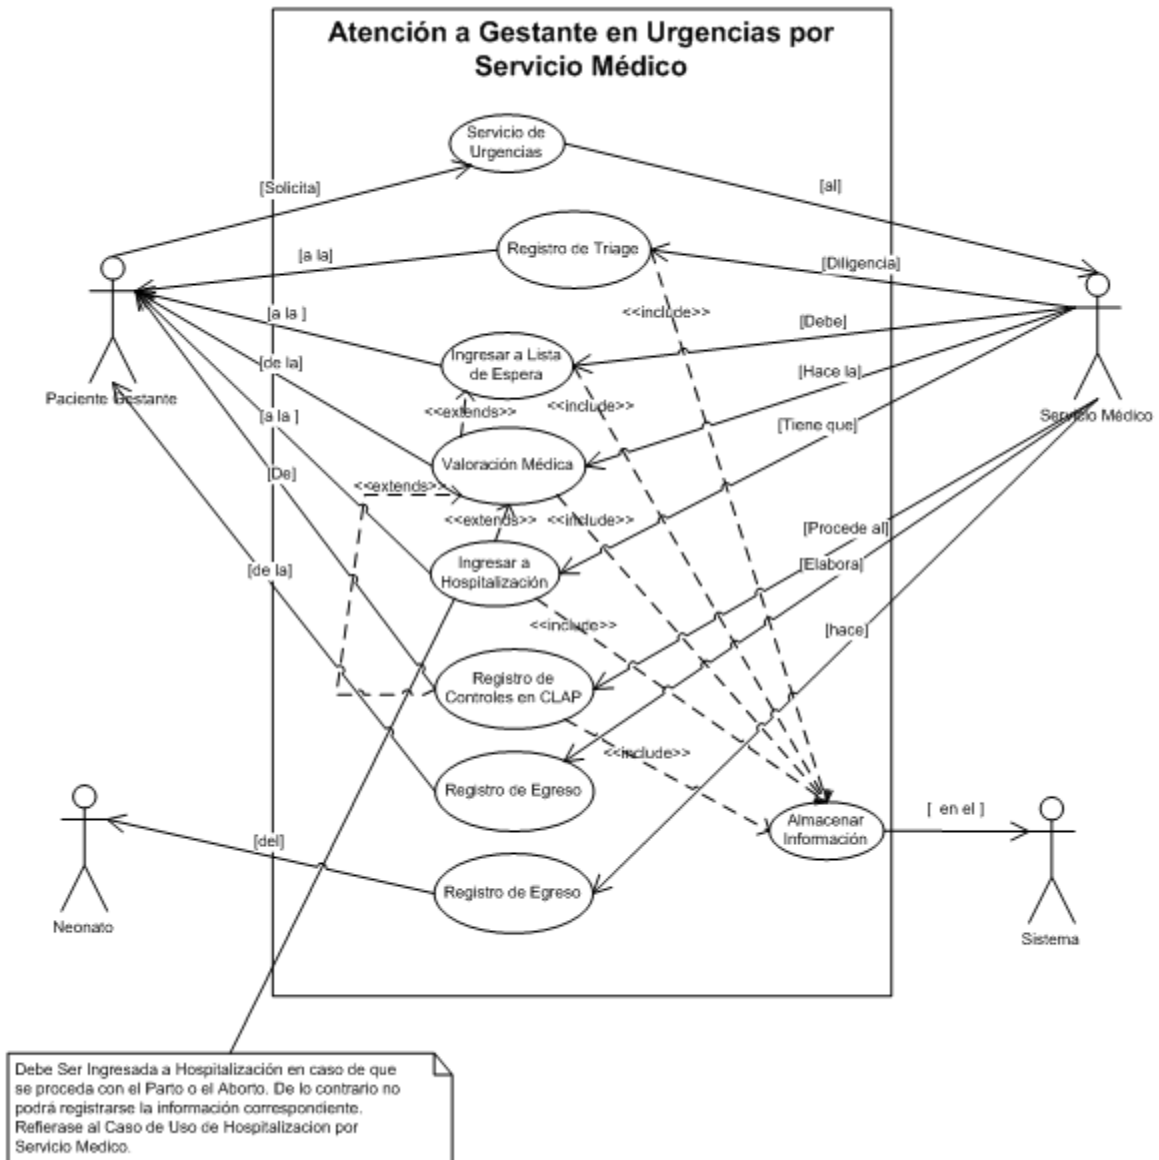 Atención a Gestante en Urgencias por
Servicio Médico
Servicio de
Urgencias
[Solicita]
[al]
Registro de Triage
[a la]
[Diligencia]
<<include>>
[a la ]
[Debe]
Ingresar a Lista
de Espera
[de la]
[Hace la]
Paciente Gestante
<<extends>>
<<include>>
Servicio Médico
[a la ]
[Tiene que]
Valoración Médica
[De]
<<extends>>
<<extends>>
<<include>>
[Procede al]
[de la]
Ingresar a
Hospitalización
[Elabora]
<<include>>
[hace]
Registro de
Controles en CLAP
<<include>>
Registro de Egreso
[ en el ]
Almacenar
Información
[del]
Registro de Egreso
Neonato
Sistema
Debe Ser Ingresada a Hospitalización en caso de que
se proceda con el Parto o el Aborto. De lo contrario no
podrá registrarse la información correspondiente.
Refierase al Caso de Uso de Hospitalizacion por
Servicio Medico.